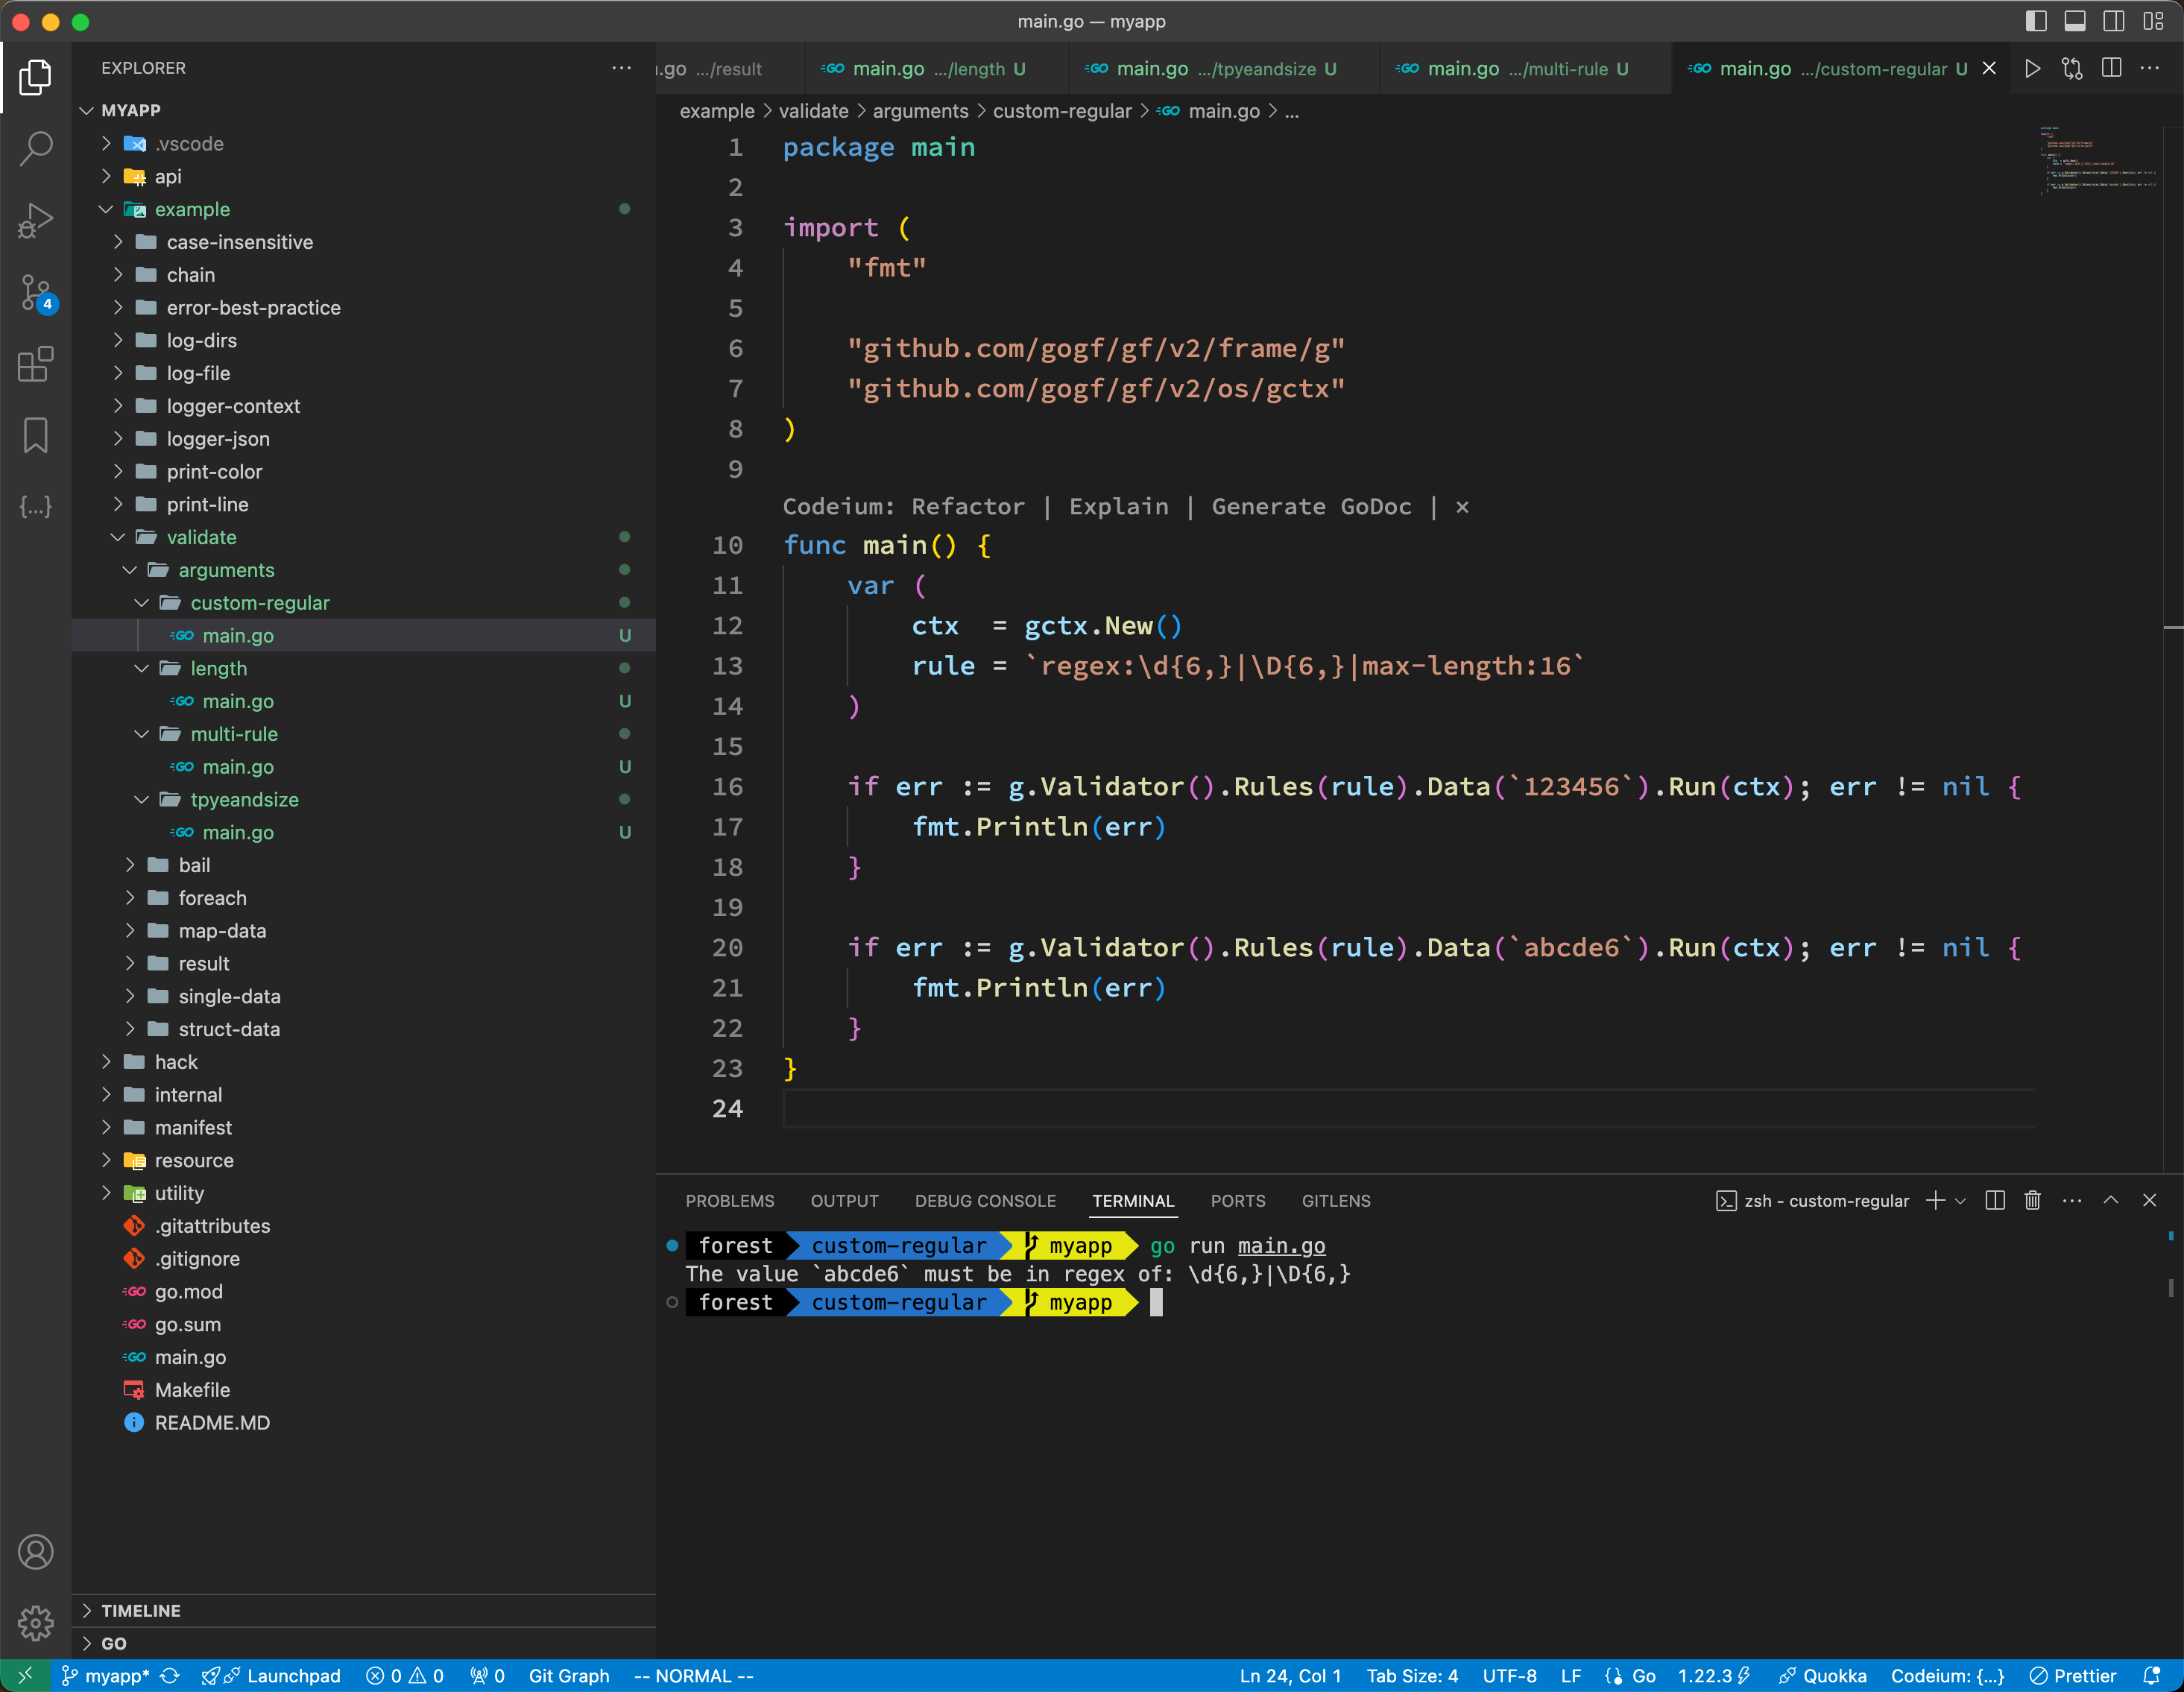 main.go — myapp
EXPLORER
MYAPP
.vscode
api
example
case-insensitive
chain
error-best-practice
log-dirs
log-file
logger-context
logger-json
print-color
print-line
validate
arguments
custom-regular
main.go U
length
main.go U
multi-rule
main.go U
tpyeandsize
main.go U
bail
foreach
map-data
result
single-data
struct-data
hack
internal
manifest
resource
utility
.gitattributes
.gitignore
go.mod
go.sum
main.go
Makefile
README.MD
TIMELINE
GO
4
.go .../result
main.go .../length U
main.go .../tpyeandsize U
main.go .../multi-rule U
main.go .../custom-regular U
example > validate > arguments > custom-regular > main.go > ...
1 package main
2
3 import (
4 "fmt"
5
6 "github.com/gogf/gf/v2/frame/g"
7 "github.com/gogf/gf/v2/os/gctx"
8 )
9
Codeium: Refactor | Explain | Generate GoDoc | ×
10 func main() {
11 var (
12 ctx  = gctx.New()
13 rule = `regex:\d{6,}|\D{6,}|max-length:16`
14 )
15
16 if err := g.Validator().Rules(rule).Data(`123456`).Run(ctx); err != nil {
17 fmt.Println(err)
18 }
19
20 if err := g.Validator().Rules(rule).Data(`abcde6`).Run(ctx); err != nil {
21 fmt.Println(err)
22 }
23 }
24
PROBLEMS OUTPUT DEBUG CONSOLE TERMINAL PORTS GITLENS
zsh - custom-regular
forest custom-regular myapp go run main.go
The value `abcde6` must be in regex of: \d{6,}|\D{6,}
forest custom-regular myapp
myapp* Launchpad 0 0 0 Git Graph -- NORMAL -- Ln 24, Col 1 Tab Size: 4 UTF-8 LF Go 1.22.3 Quokka Codeium: {...} Prettier